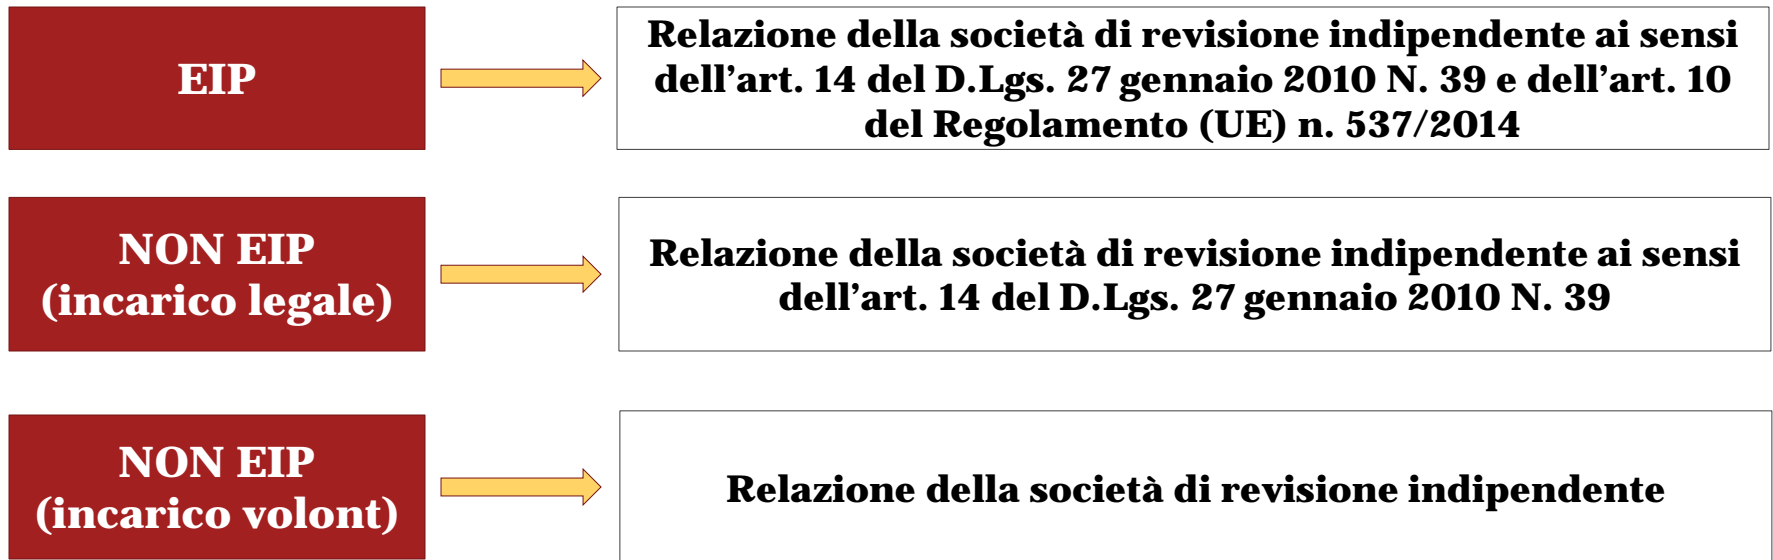 EIP
Relazione della società di revisione indipendente ai sensi
dell’art. 14 del D.Lgs. 27 gennaio 2010 N. 39 e dell’art. 10
del Regolamento (UE) n. 537/2014
NON EIP
(incarico legale)
Relazione della società di revisione indipendente ai sensi
dell’art. 14 del D.Lgs. 27 gennaio 2010 N. 39
NON EIP
(incarico volont)
Relazione della società di revisione indipendente